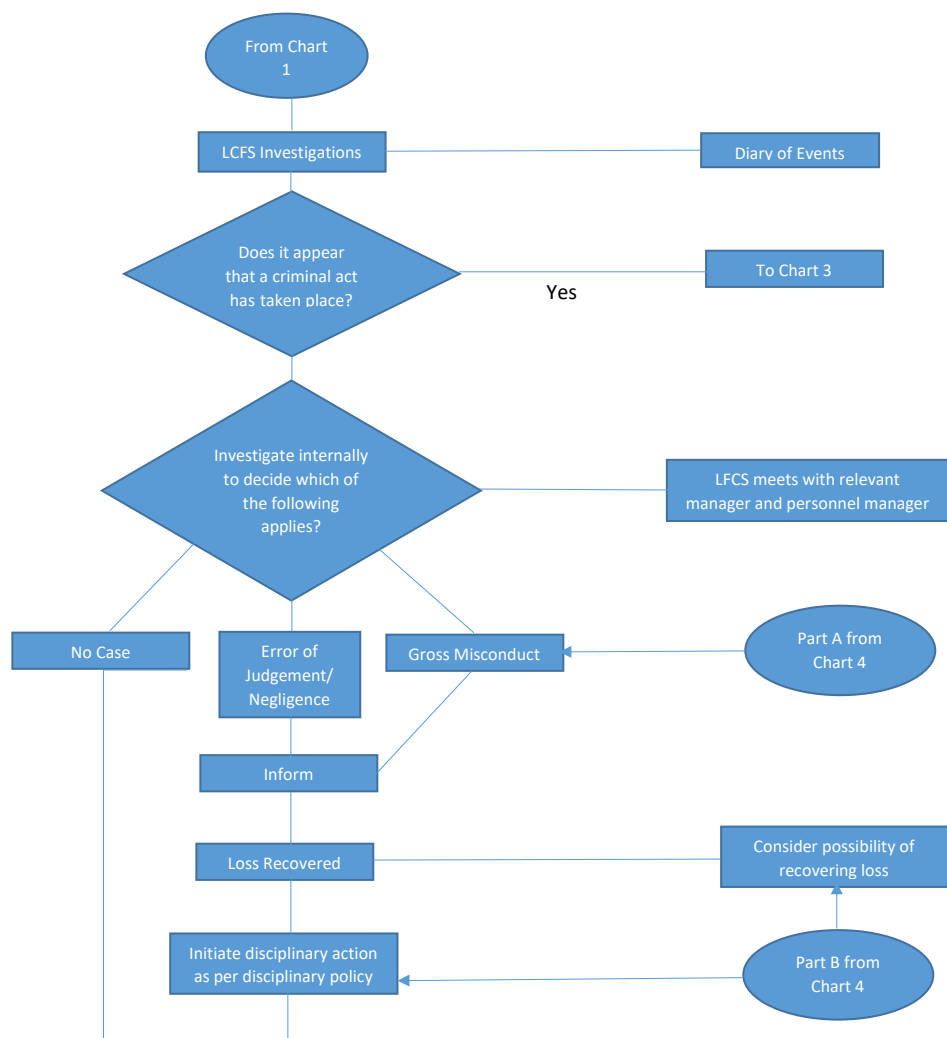 From Chart
1
LCFS Investigations
Diary of Events
Does it appear
that a criminal act
has taken place?
To Chart 3
Yes
Investigate internally
to decide which of
the following
applies?
LFCS meets with relevant
manager and personnel manager
No Case
Error of
Judgement/
Negligence
Gross Misconduct
Part A from
Chart 4
Inform
Loss Recovered
Consider possibility of
recovering loss
Initiate disciplinary action
as per disciplinary policy
Part B from
Chart 4